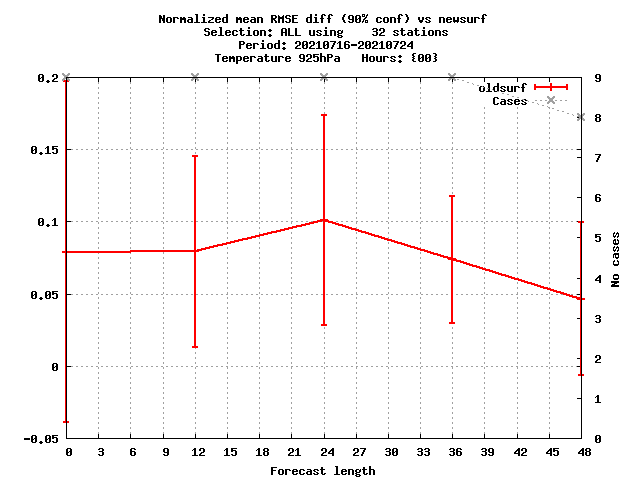 Normalized mean RMSE diff (90% conf) vs newsurf
Selection: ALL using    32 stations
Period: 20210716-20210724
Temperature 925hPa   Hours: {00}
oldsurf
Cases
0.2
0.15
0.1
0.05
0
-0.05
9
8
7
6
5
4
3
2
1
0
No cases
0 3 6 9 12 15 18 21 24 27 30 33 36 39 42 45 48
Forecast length